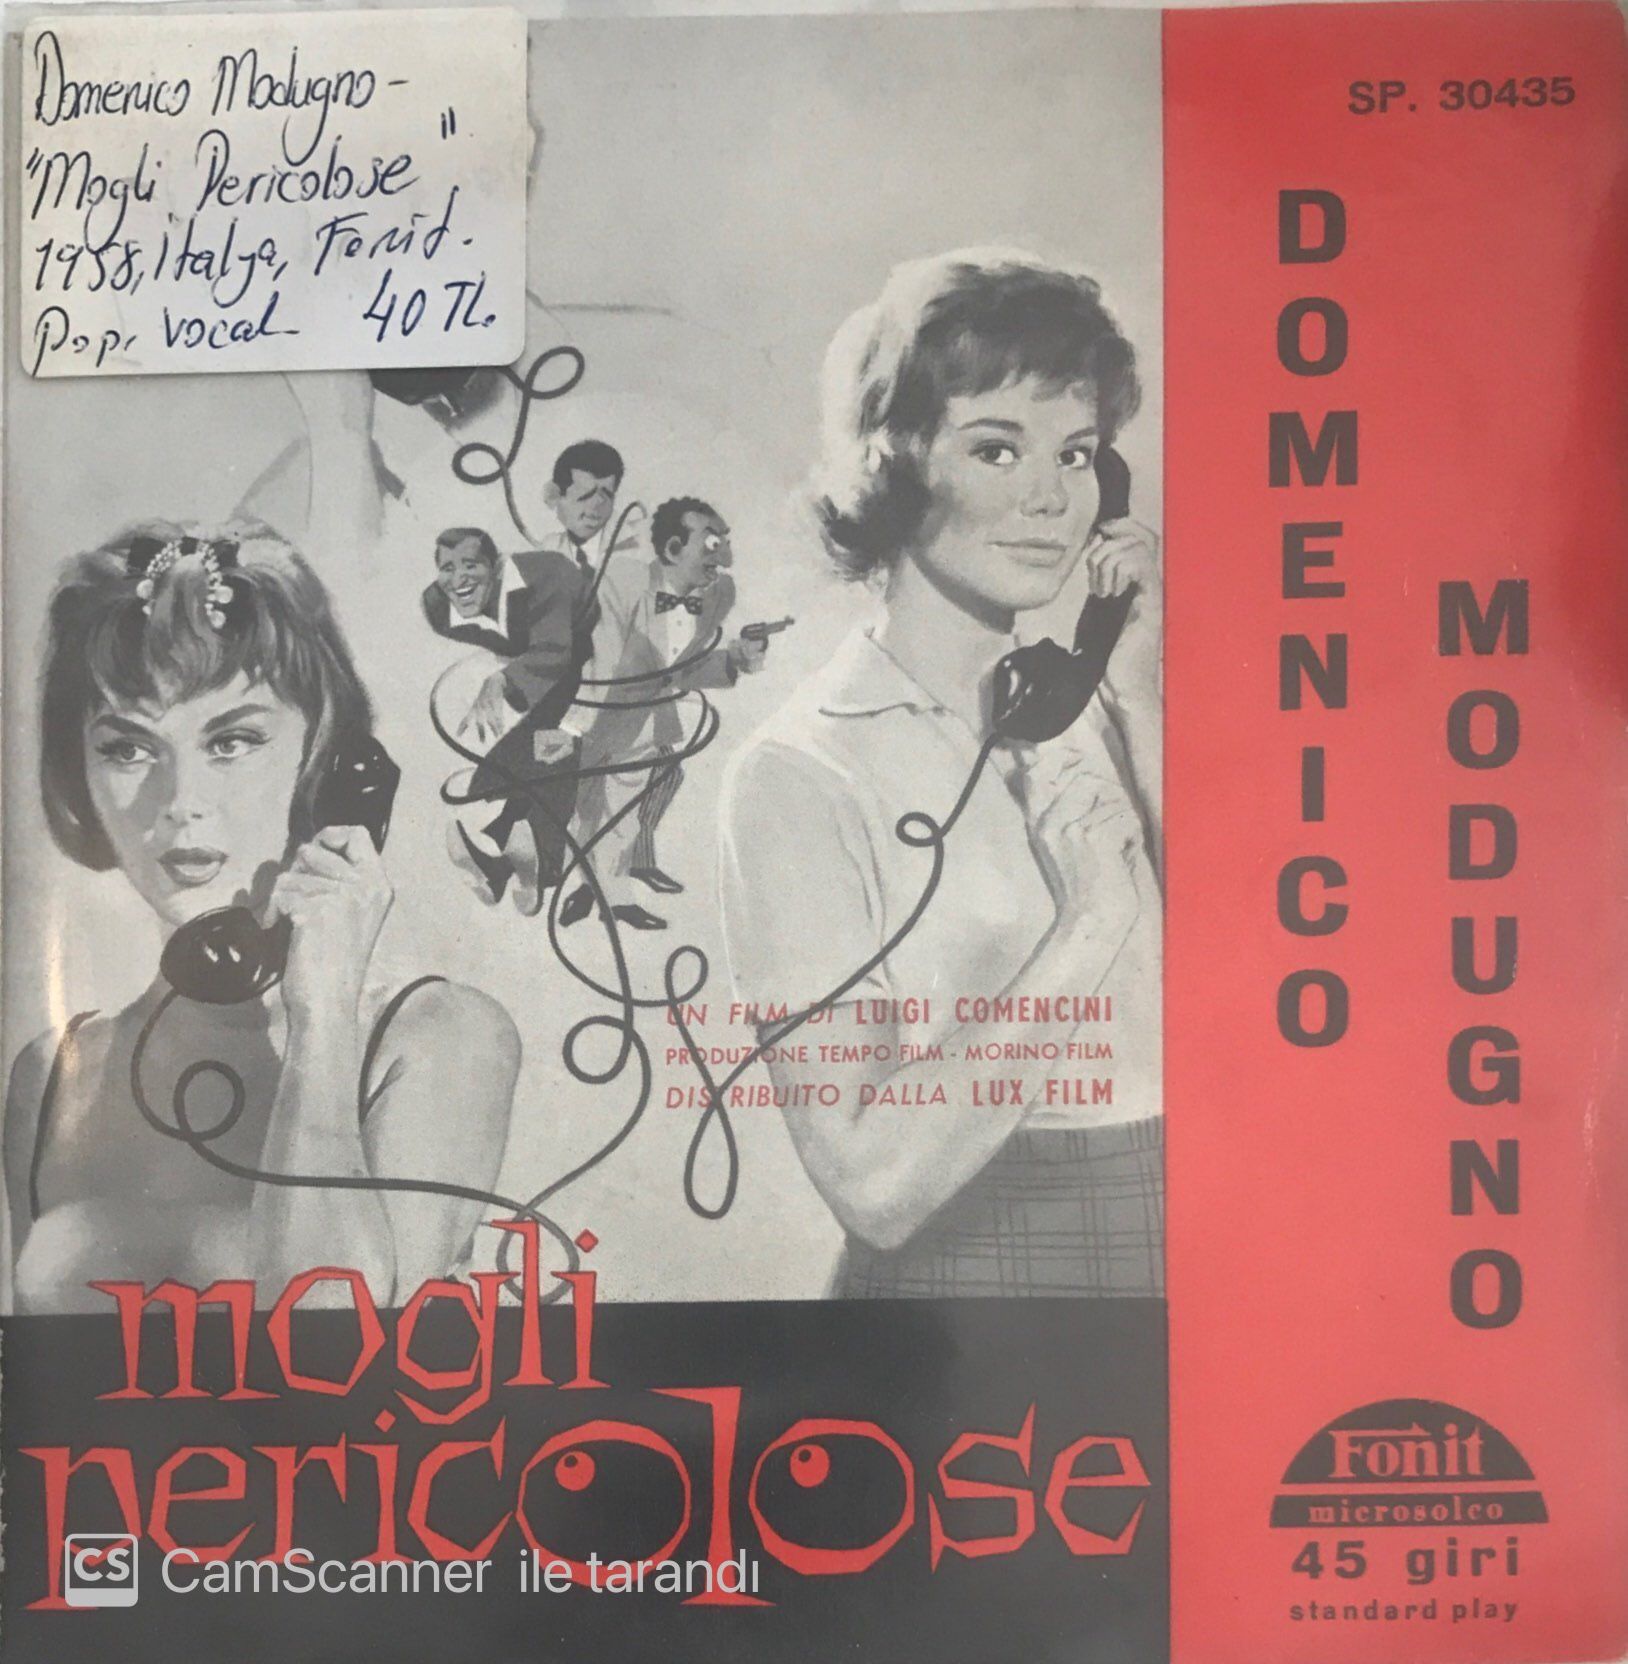 Domenico Modugno -
"Mogli Pericolose".
1958, Italya, Fonit.
Pop, Vocal 40 TL.
SP. 30435
DOMENICO
MODUGNO
UN FILM DI LUIGI COMENCINI
PRODUZIONE TEMPO FILM - MORINO FILM
DISTRIBUITO DALLA LUX FILM
mogli
pericolose
Fonit
microsolco
45 giri
standard play
CS CamScanner ile tarandı